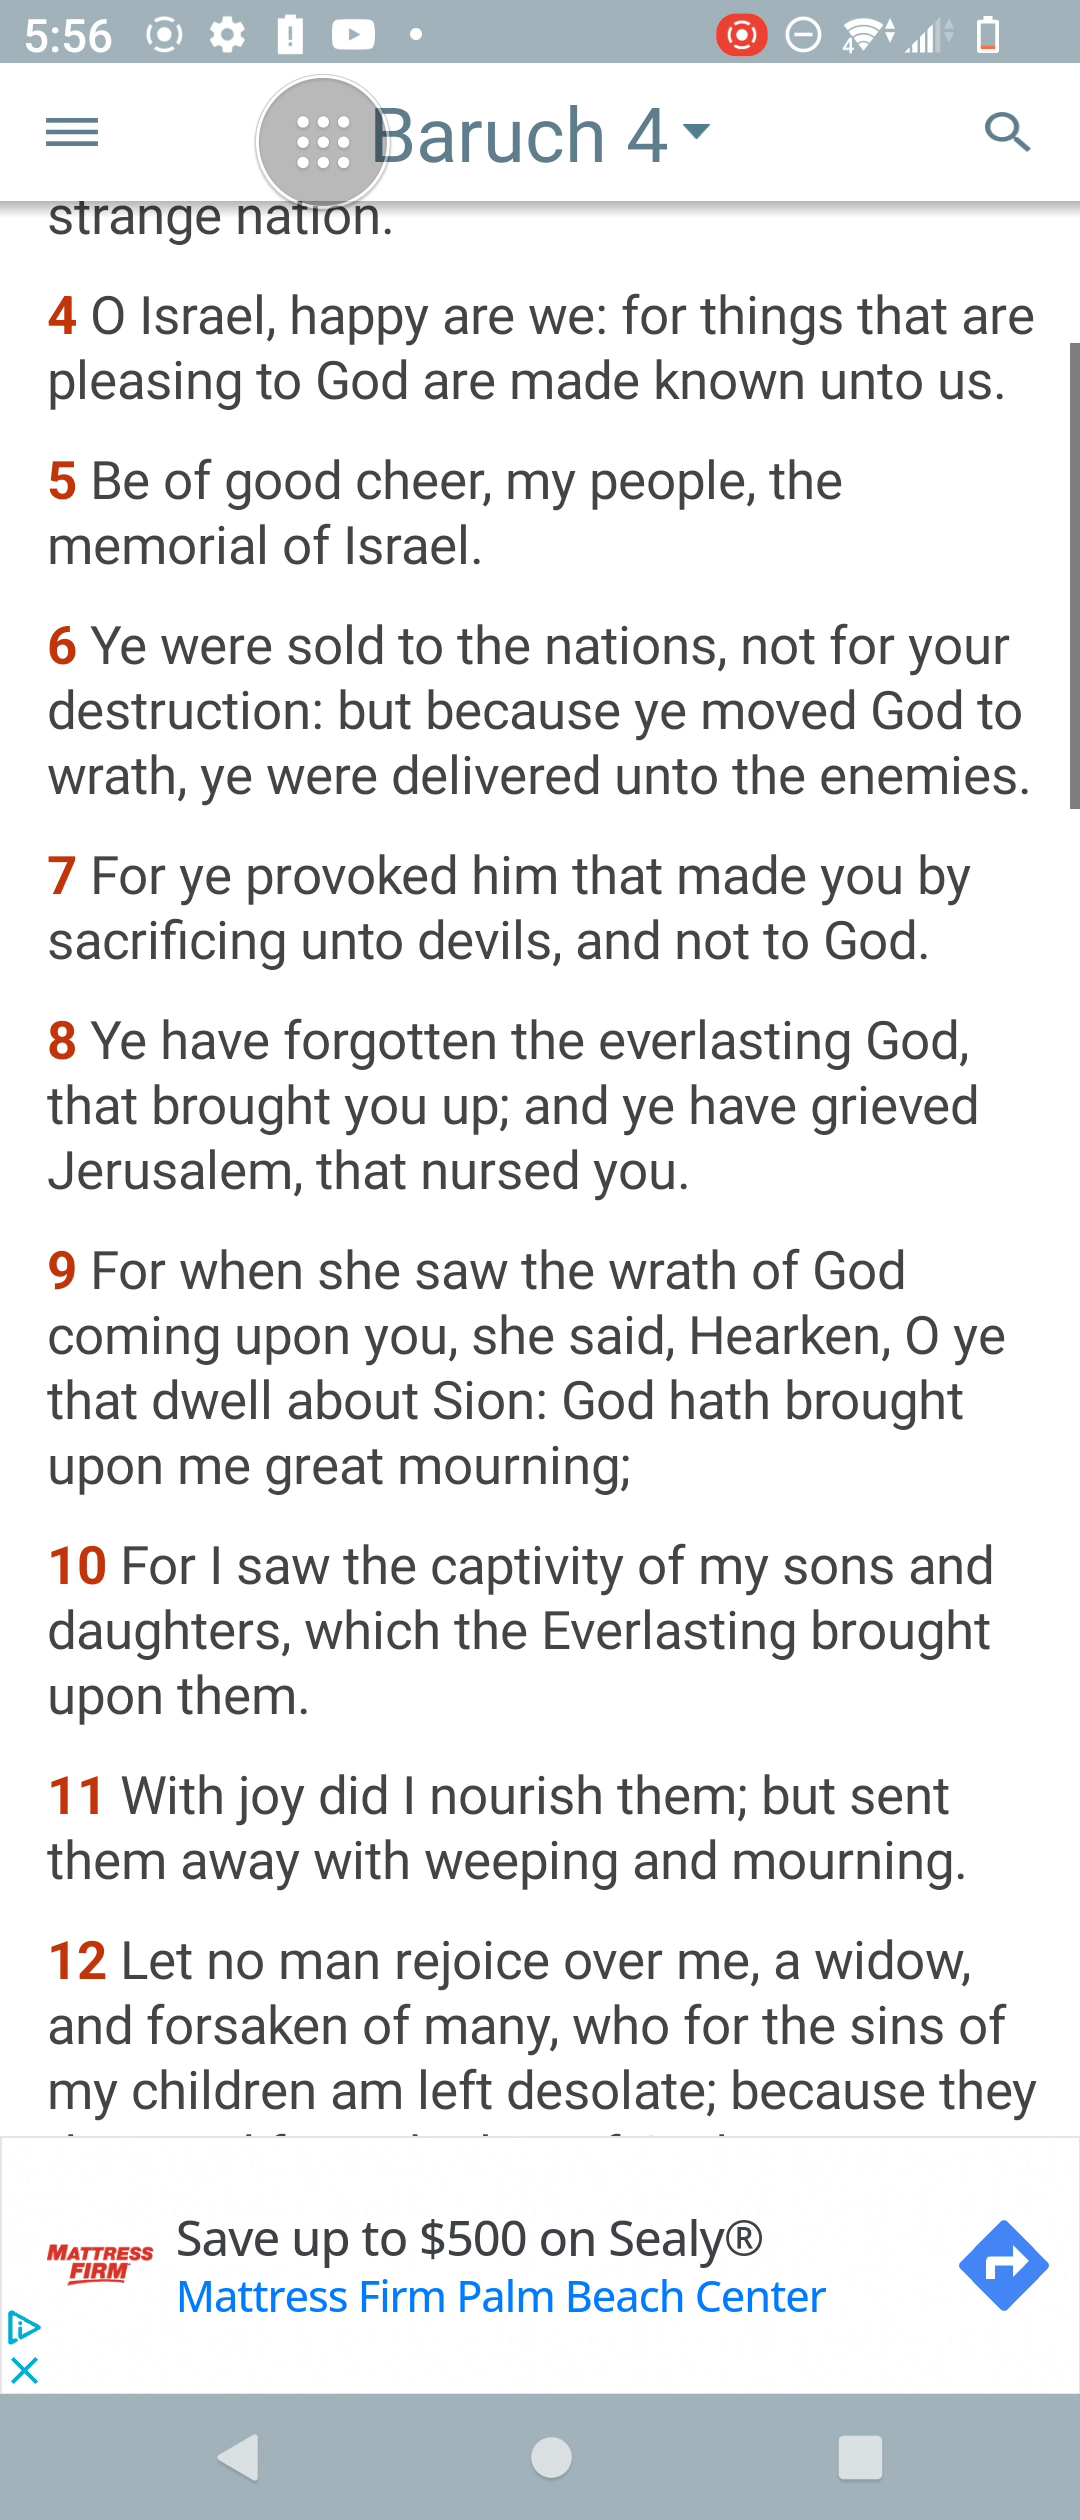 5:56
4
Baruch 4
strange nation.
4 O Israel, happy are we: for things that are
pleasing to God are made known unto us.
5 Be of good cheer, my people, the
memorial of Israel.
6 Ye were sold to the nations, not for your
destruction: but because ye moved God to
wrath, ye were delivered unto the enemies.
7 For ye provoked him that made you by
sacrificing unto devils, and not to God.
8 Ye have forgotten the everlasting God,
that brought you up; and ye have grieved
Jerusalem, that nursed you.
9 For when she saw the wrath of God
coming upon you, she said, Hearken, O ye
that dwell about Sion: God hath brought
upon me great mourning;
10 For I saw the captivity of my sons and
daughters, which the Everlasting brought
upon them.
11 With joy did I nourish them; but sent
them away with weeping and mourning.
12 Let no man rejoice over me, a widow,
and forsaken of many, who for the sins of
my children am left desolate; because they
Save up to $500 on Sealy®
MATTRESS
FIRM
Mattress Firm Palm Beach Center